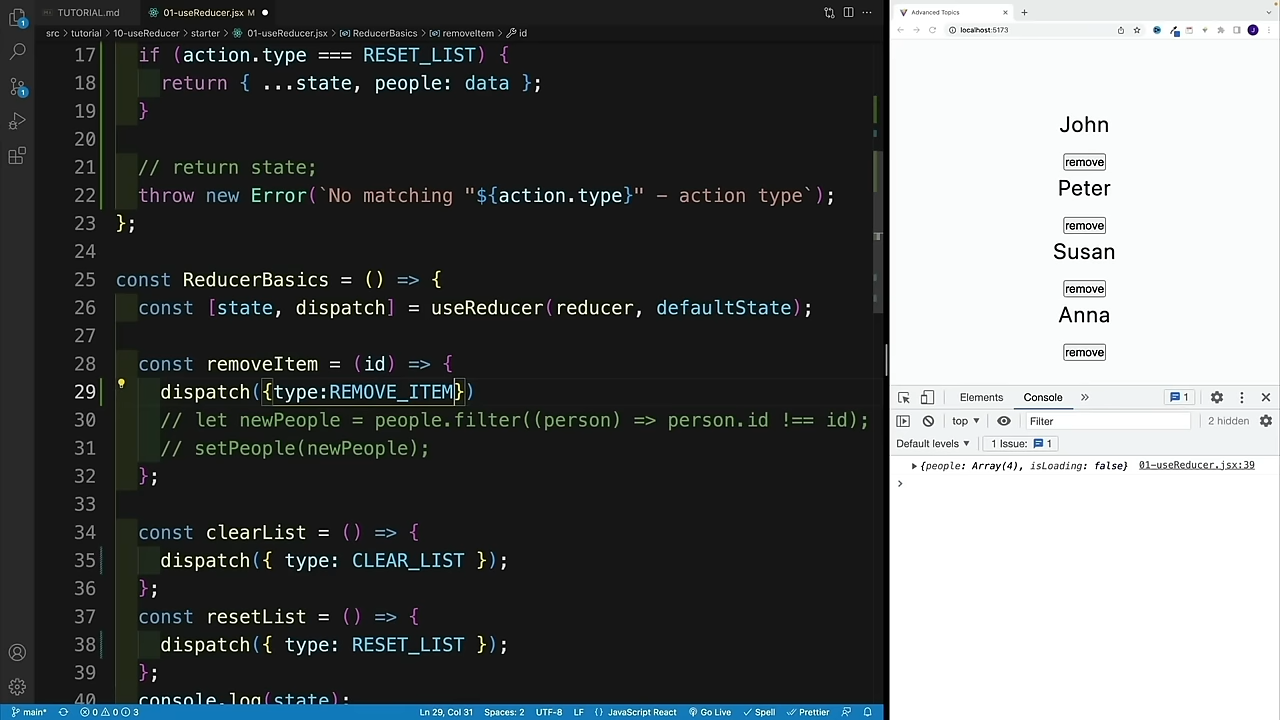 TUTORIAL.md
01-useReducer.jsx M
src > tutorial > 10-useReducer > starter > 01-useReducer.jsx > ReducerBasics > removeItem > id
17 if (action.type === RESET_LIST) {
18 return { ...state, people: data };
19 }
20
21 // return state;
22 throw new Error(`No matching "${action.type}" - action type`);
23 };
24
25 const ReducerBasics = () => {
26 const [state, dispatch] = useReducer(reducer, defaultState);
27
28 const removeItem = (id) => {
29 dispatch({type:REMOVE_ITEM})
30 // let newPeople = people.filter((person) => person.id !== id);
31 // setPeople(newPeople);
32 };
33
34 const clearList = () => {
35 dispatch({ type: CLEAR_LIST });
36 };
37 const resetList = () => {
38 dispatch({ type: RESET_LIST });
39 };
40 console.log(state);
main*
0 0 3
Ln 29, Col 31
Spaces: 2
UTF-8
LF
JavaScript React
Go Live
Spell
Prettier
Advanced Topics
localhost:5173
John
remove
Peter
remove
Susan
remove
Anna
remove
Elements
Console
1
top
Filter
2 hidden
Default levels
1 Issue: 1
{people: Array(4), isLoading: false}
01-useReducer.jsx:39